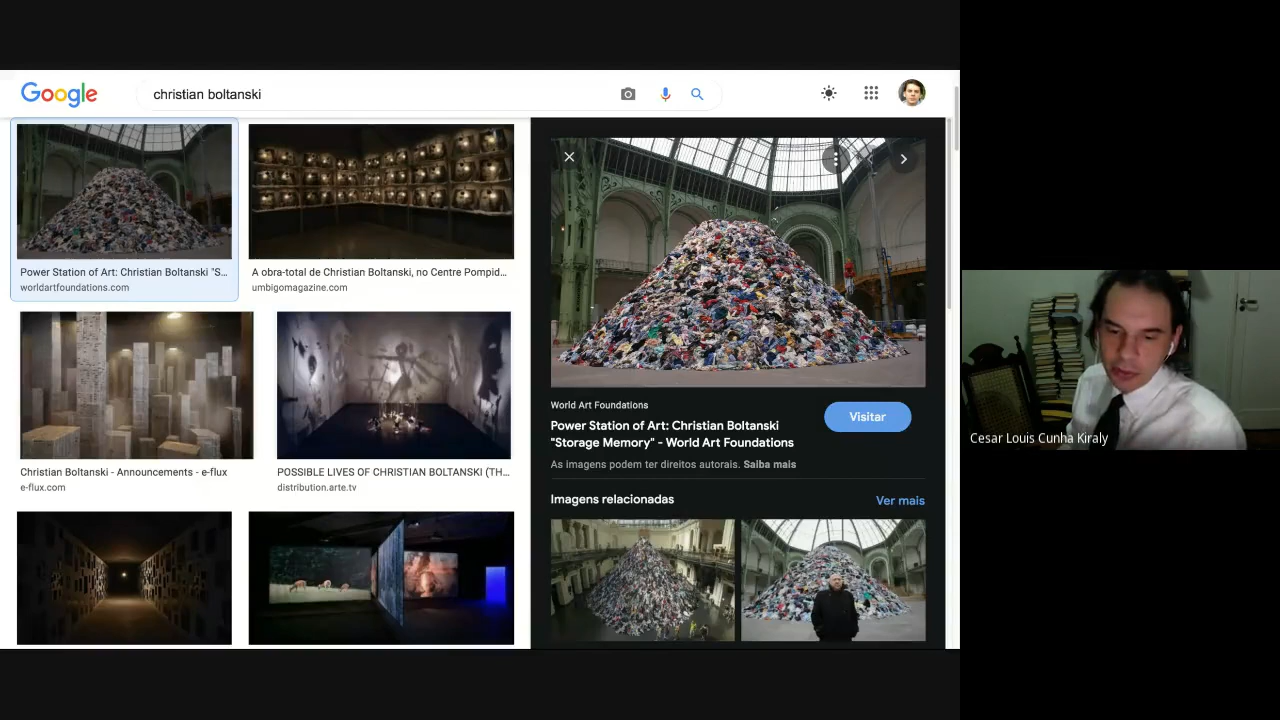 Google
christian boltanski
Power Station of Art: Christian Boltanski "S...
worldartfoundations.com
A obra-total de Christian Boltanski, no Centre Pompid...
umbigomagazine.com
Christian Boltanski - Announcements - e-flux
e-flux.com
POSSIBLE LIVES OF CHRISTIAN BOLTANSKI (TH...
distribution.arte.tv
World Art Foundations
Visitar
Power Station of Art: Christian Boltanski
"Storage Memory" - World Art Foundations
As imagens podem ter direitos autorais. Saiba mais
Imagens relacionadas
Ver mais
Cesar Louis Cunha Kiraly